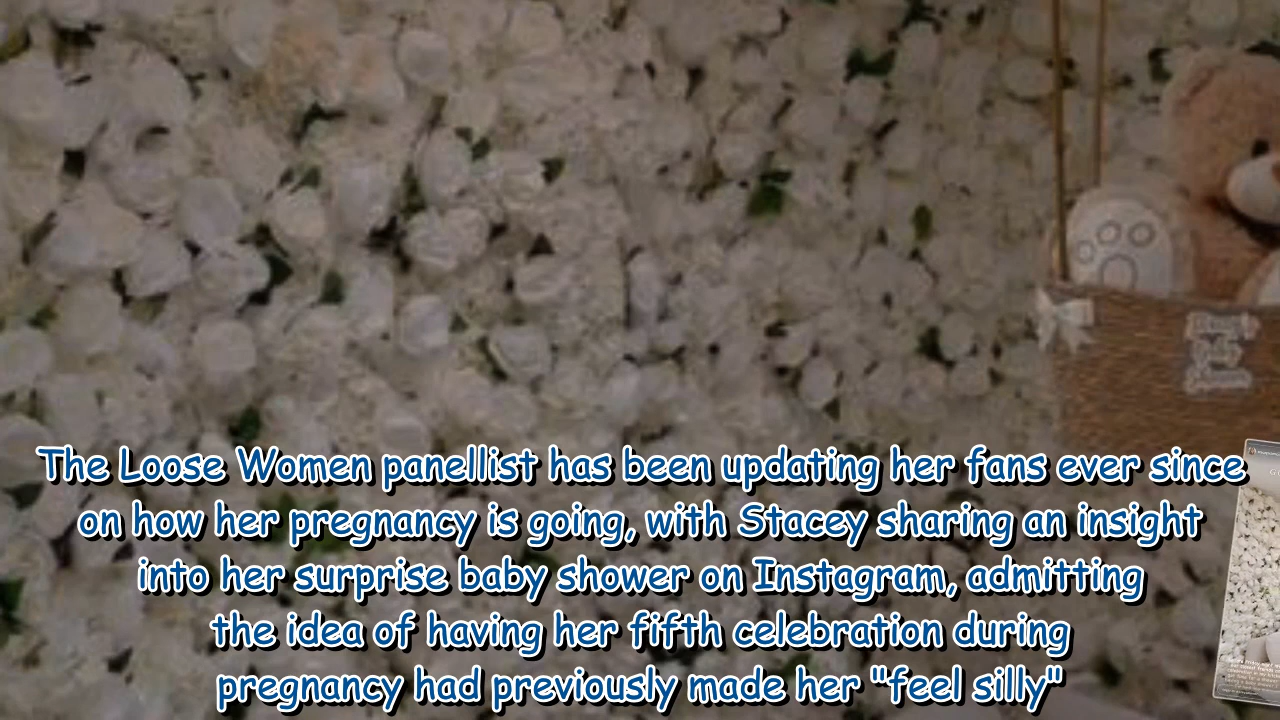 The Loose Women panellist has been updating her fans ever since
on how her pregnancy is going, with Stacey sharing an insight
into her surprise baby shower on Instagram, admitting
the idea of having her fifth celebration during
pregnancy had previously made her "feel silly"